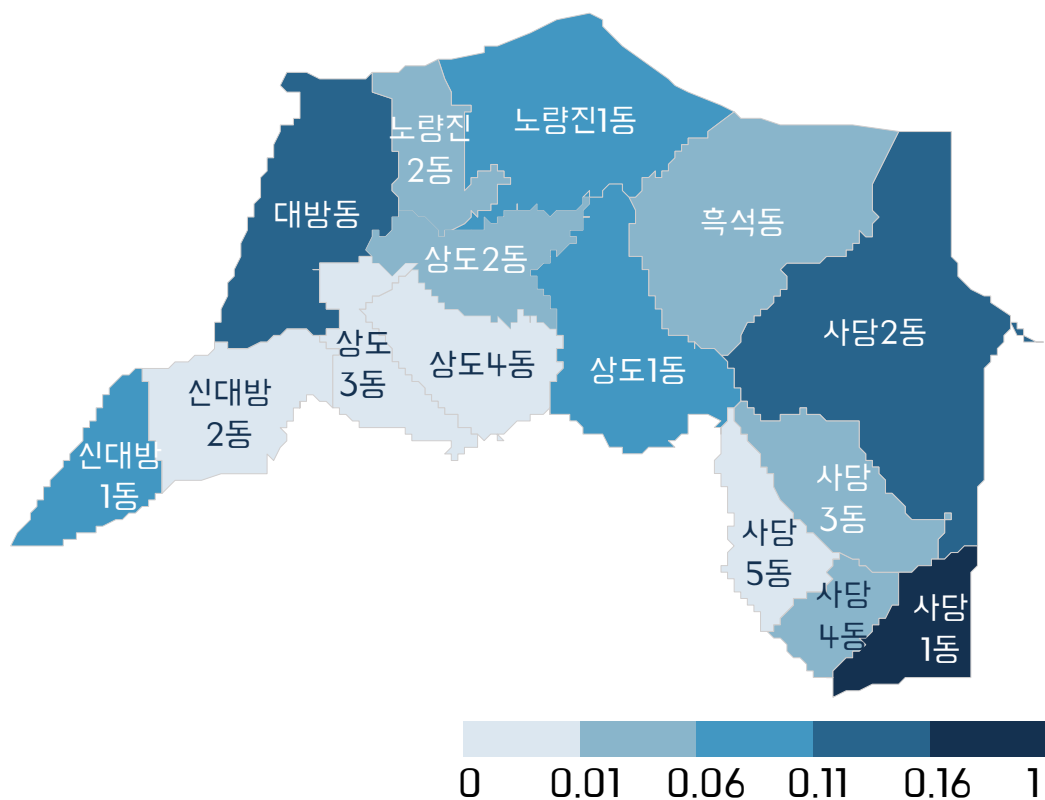 노량진1동
노량진
2동
대방동
흑석동
상도2동
사당2동
상도
3동
상도4동
상도1동
신대방
2동
신대방
1동
사당
3동
사당
5동
사당
4동
사당
1동
0 0.01 0.06 0.11 0.16 1